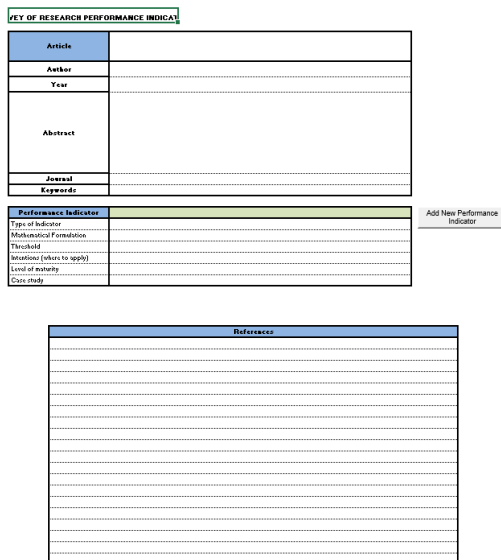 VEY OF RESEARCH PERFORMANCE INDICAT
Article
Author
Year
Abstract
Journal
Keywords
Performance Indicator
Add New Performance
Indicator
Type of Indicator
Mathematical Formulation
Threshold
Intentions (where to apply)
Level of maturity
Case study
References